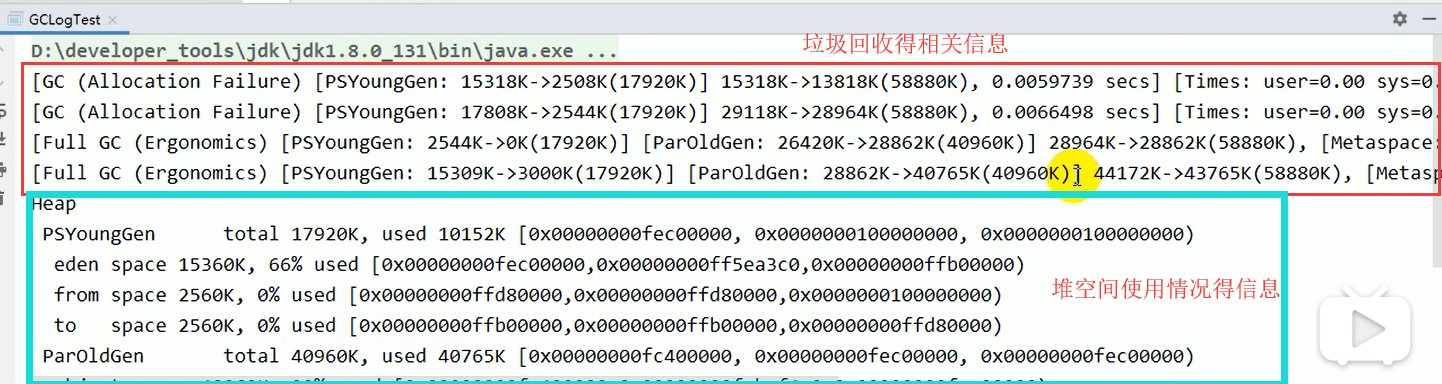 GCLogTest
D:\developer_tools\jdk\jdk1.8.0_131\bin\java.exe ...
垃圾回收得相关信息
[GC (Allocation Failure) [PSYoungGen: 15318K->2508K(17920K)] 15318K->13818K(58880K), 0.0059739 secs] [Times: user=0.00 sys=0.
[GC (Allocation Failure) [PSYoungGen: 17808K->2544K(17920K)] 29118K->28964K(58880K), 0.0066498 secs] [Times: user=0.00 sys=0.
[Full GC (Ergonomics) [PSYoungGen: 2544K->0K(17920K)] [ParOldGen: 26420K->28862K(40960K)] 28964K->28862K(58880K), [Metaspace:
[Full GC (Ergonomics) [PSYoungGen: 15309K->3000K(17920K)] [ParOldGen: 28862K->40765K(40960K)] 44172K->43765K(58880K), [Metasp
Heap
PSYoungGen total 17920K, used 10152K [0x00000000fec00000, 0x0000000100000000, 0x0000000100000000)
eden space 15360K, 66% used [0x00000000fec00000,0x00000000ff5ea3c0,0x00000000ffb00000)
from space 2560K, 0% used [0x00000000ffd80000,0x00000000ffd80000,0x0000000100000000)
堆空间使用情况得信息
to space 2560K, 0% used [0x00000000ffb00000,0x00000000ffb00000,0x00000000ffd80000)
ParOldGen total 40960K, used 40765K [0x00000000fc400000, 0x00000000fec00000, 0x00000000fec00000)